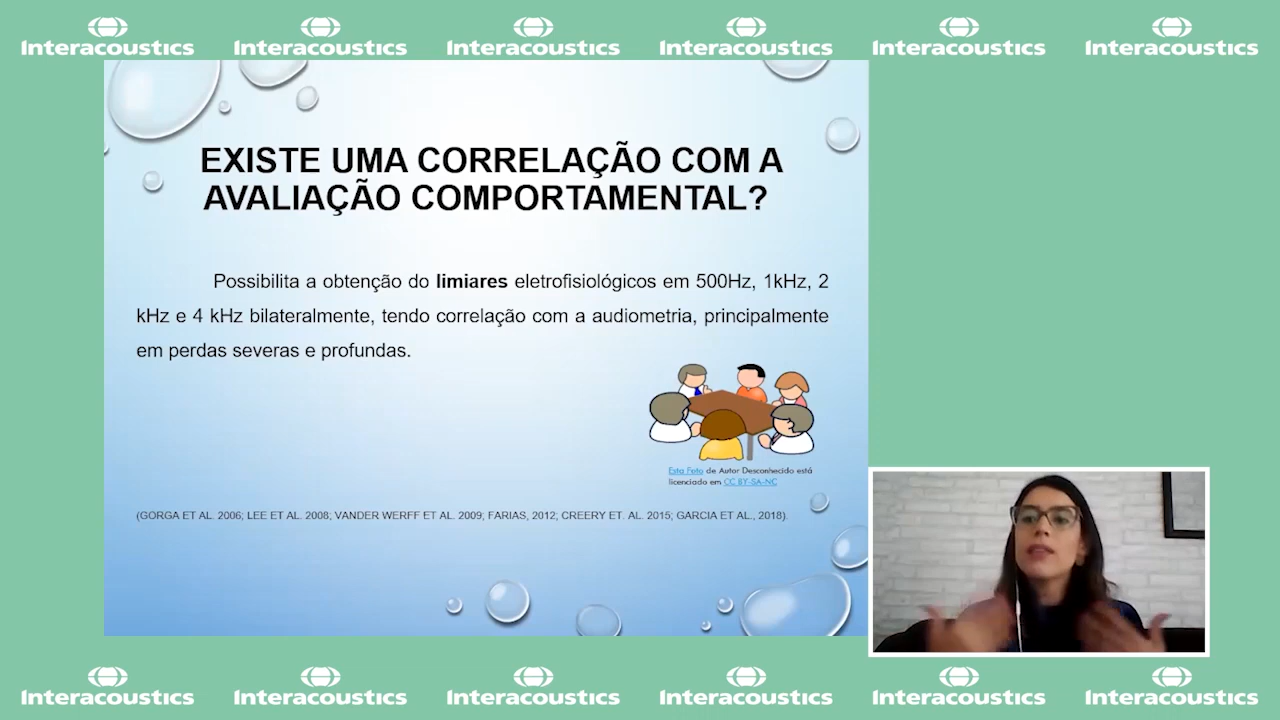 Interacoustics Interacoustics Interacoustics Interacoustics Interacoustics Interacoustics
EXISTE UMA CORRELAÇÃO COM A
AVALIAÇÃO COMPORTAMENTAL?
Possibilita a obtenção do limiares eletrofisiológicos em 500Hz, 1kHz, 2
kHz e 4 kHz bilateralmente, tendo correlação com a audiometria, principalmente
em perdas severas e profundas.
Esta Foto de Autor Desconhecido está
licenciado em CC BY-SA-NC
(GORGA ET AL. 2006; LEE ET AL. 2008; VANDER WERFF ET AL. 2009; FARIAS, 2012; CREERY ET. AL. 2015; GARCIA ET AL., 2018).
Interacoustics Interacoustics Interacoustics Interacoustics Interacoustics Interacoustics